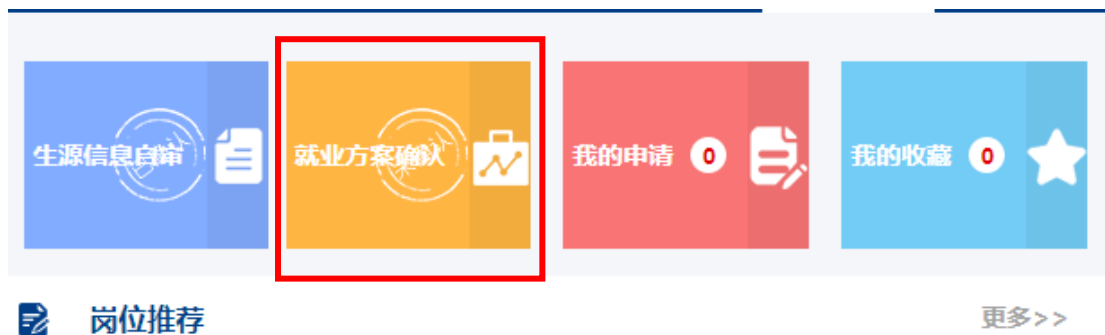 生源信息自审
就业方案确认
我的申请 0
我的收藏 0
岗位推荐
更多>>